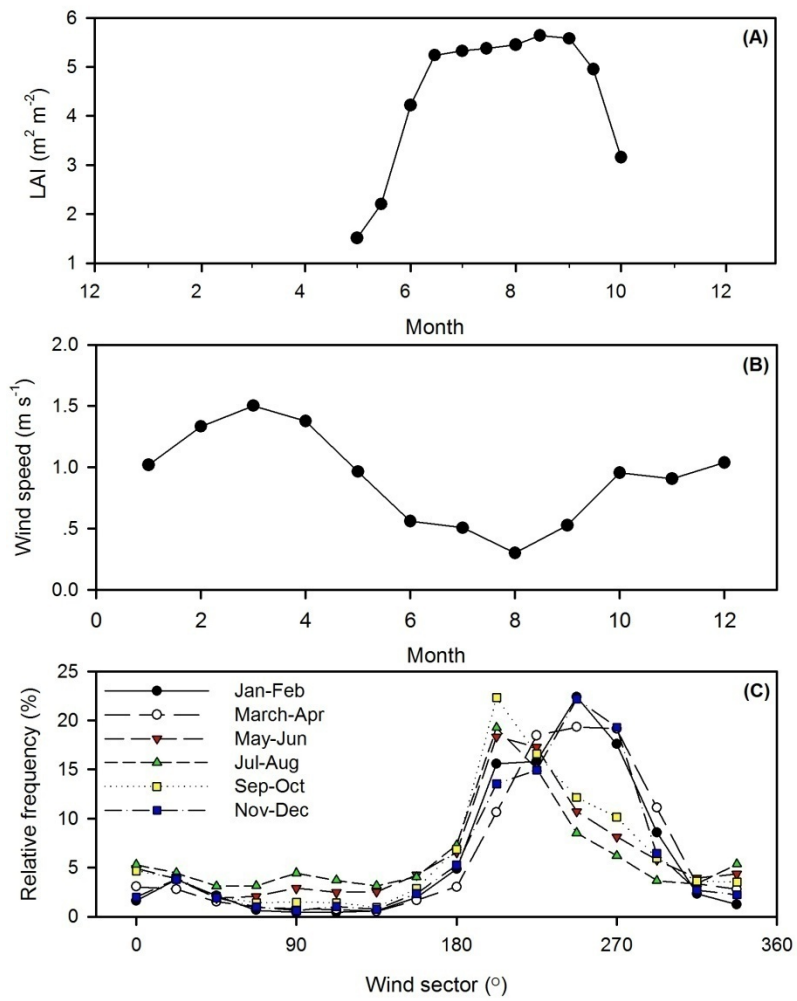 (A)
LAI (m² m⁻²)
6
5
4
3
2
1
12 2 4 6 8 10 12
Month
(B)
Wind speed (m s⁻¹)
2.0
1.5
1.0
.5
0.0
0 2 4 6 8 10 12
Month
(C)
Relative frequency (%)
25
20
15
10
5
0
Jan-Feb
March-Apr
May-Jun
Jul-Aug
Sep-Oct
Nov-Dec
0 90 180 270 360
Wind sector (°)